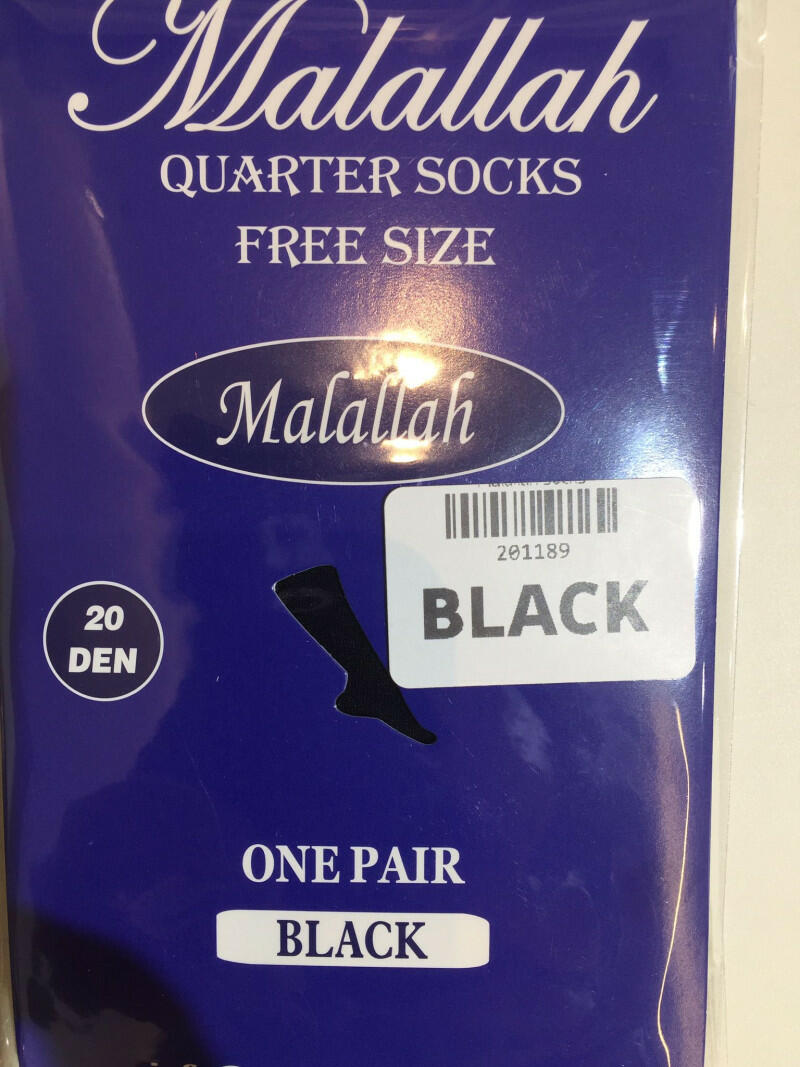 Malallah
QUARTER SOCKS
FREE SIZE
Malallah
201189
BLACK
20
DEN
ONE PAIR
BLACK